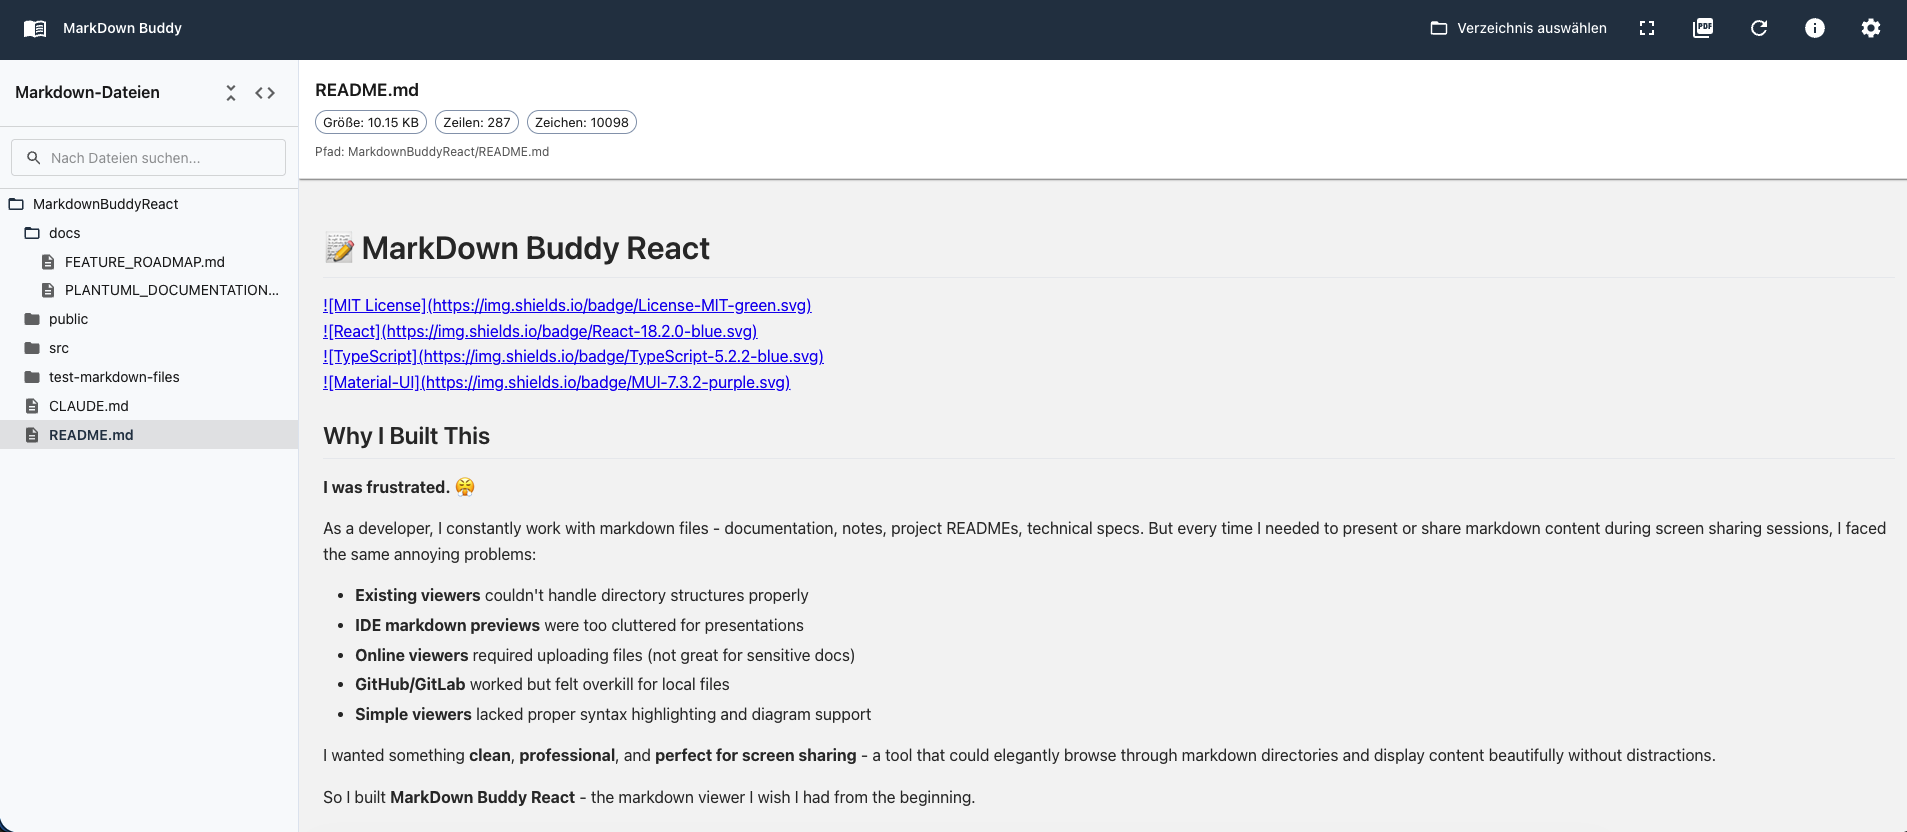 MarkDown Buddy
Verzeichnis auswählen
PDF
Markdown-Dateien
Nach Dateien suchen...
MarkdownBuddyReact
docs
FEATURE_ROADMAP.md
PLANTUML_DOCUMENTATION...
public
src
test-markdown-files
CLAUDE.md
README.md
README.md
Größe: 10.15 KB
Zeilen: 287
Zeichen: 10098
Pfad: MarkdownBuddyReact/README.md
📝 MarkDown Buddy React
![MIT License](https://img.shields.io/badge/License-MIT-green.svg)
![React](https://img.shields.io/badge/React-18.2.0-blue.svg)
![TypeScript](https://img.shields.io/badge/TypeScript-5.2.2-blue.svg)
![Material-UI](https://img.shields.io/badge/MUI-7.3.2-purple.svg)
Why I Built This
I was frustrated. 😤
As a developer, I constantly work with markdown files - documentation, notes, project READMEs, technical specs. But every time I needed to present or share markdown content during screen sharing sessions, I faced
the same annoying problems:
• Existing viewers couldn't handle directory structures properly
• IDE markdown previews were too cluttered for presentations
• Online viewers required uploading files (not great for sensitive docs)
• GitHub/GitLab worked but felt overkill for local files
• Simple viewers lacked proper syntax highlighting and diagram support
I wanted something clean, professional, and perfect for screen sharing - a tool that could elegantly browse through markdown directories and display content beautifully without distractions.
So I built MarkDown Buddy React - the markdown viewer I wish I had from the beginning.